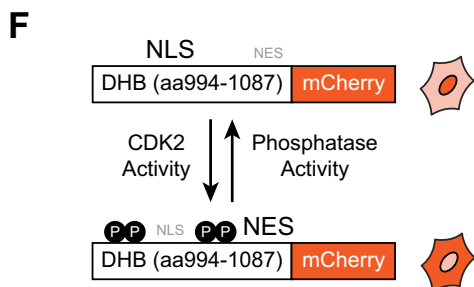 F
NLS NES
DHB (aa994-1087) mCherry
CDK2 Activity
Phosphatase Activity
P P NLS P P NES
DHB (aa994-1087) mCherry